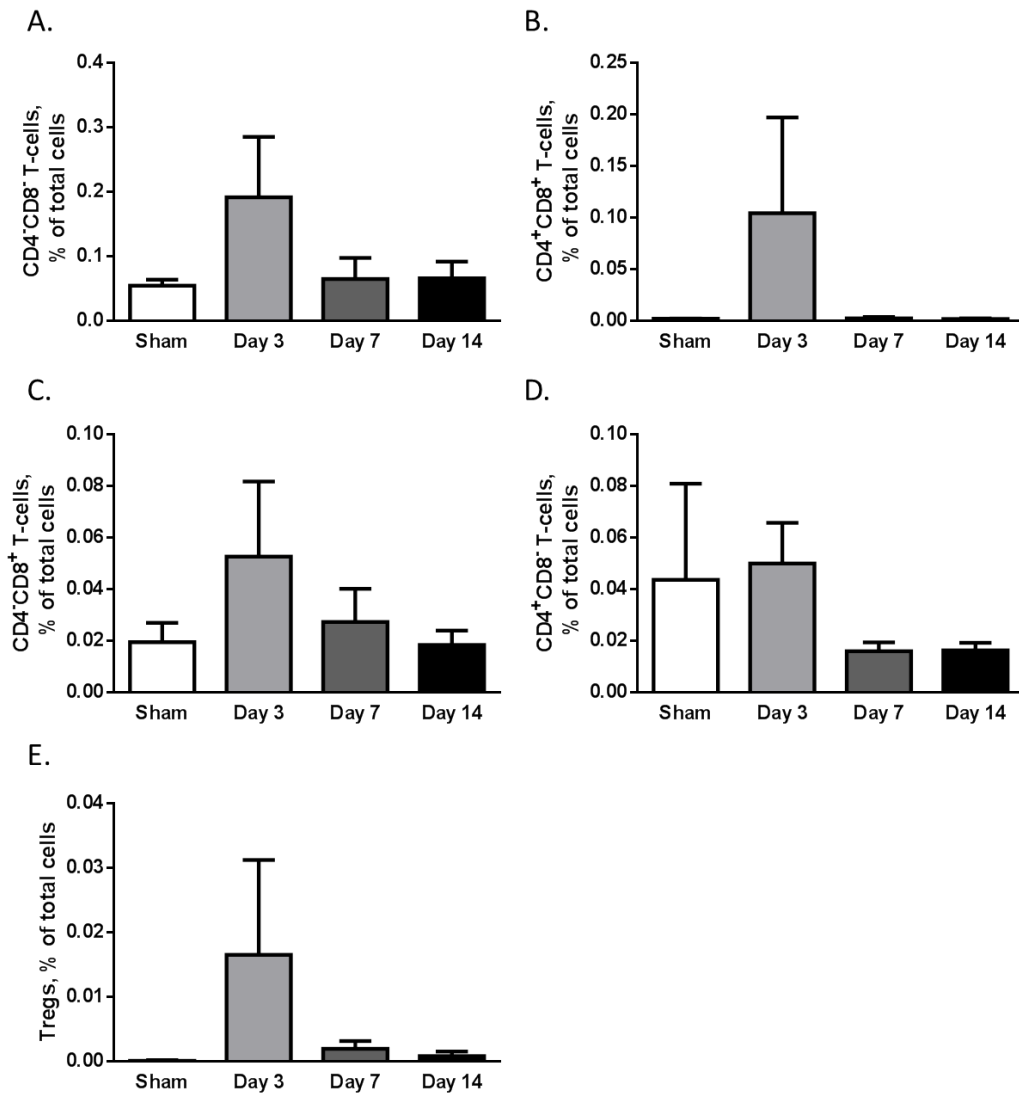 A.
CD4⁻CD8⁻ T-cells,
% of total cells
0.4
0.3
0.2
0.1
0.0
Sham Day 3 Day 7 Day 14
B.
CD4⁺CD8⁺ T-cells,
% of total cells
0.25
0.20
0.15
0.10
0.05
0.00
Sham Day 3 Day 7 Day 14
C.
CD4⁻CD8⁺ T-cells,
% of total cells
0.10
0.08
0.06
0.04
0.02
0.00
Sham Day 3 Day 7 Day 14
D.
CD4⁺CD8⁻ T-cells,
% of total cells
0.10
0.08
0.06
0.04
0.02
0.00
Sham Day 3 Day 7 Day 14
E.
Tregs, % of total cells
0.04
0.03
0.02
0.01
0.00
Sham Day 3 Day 7 Day 14